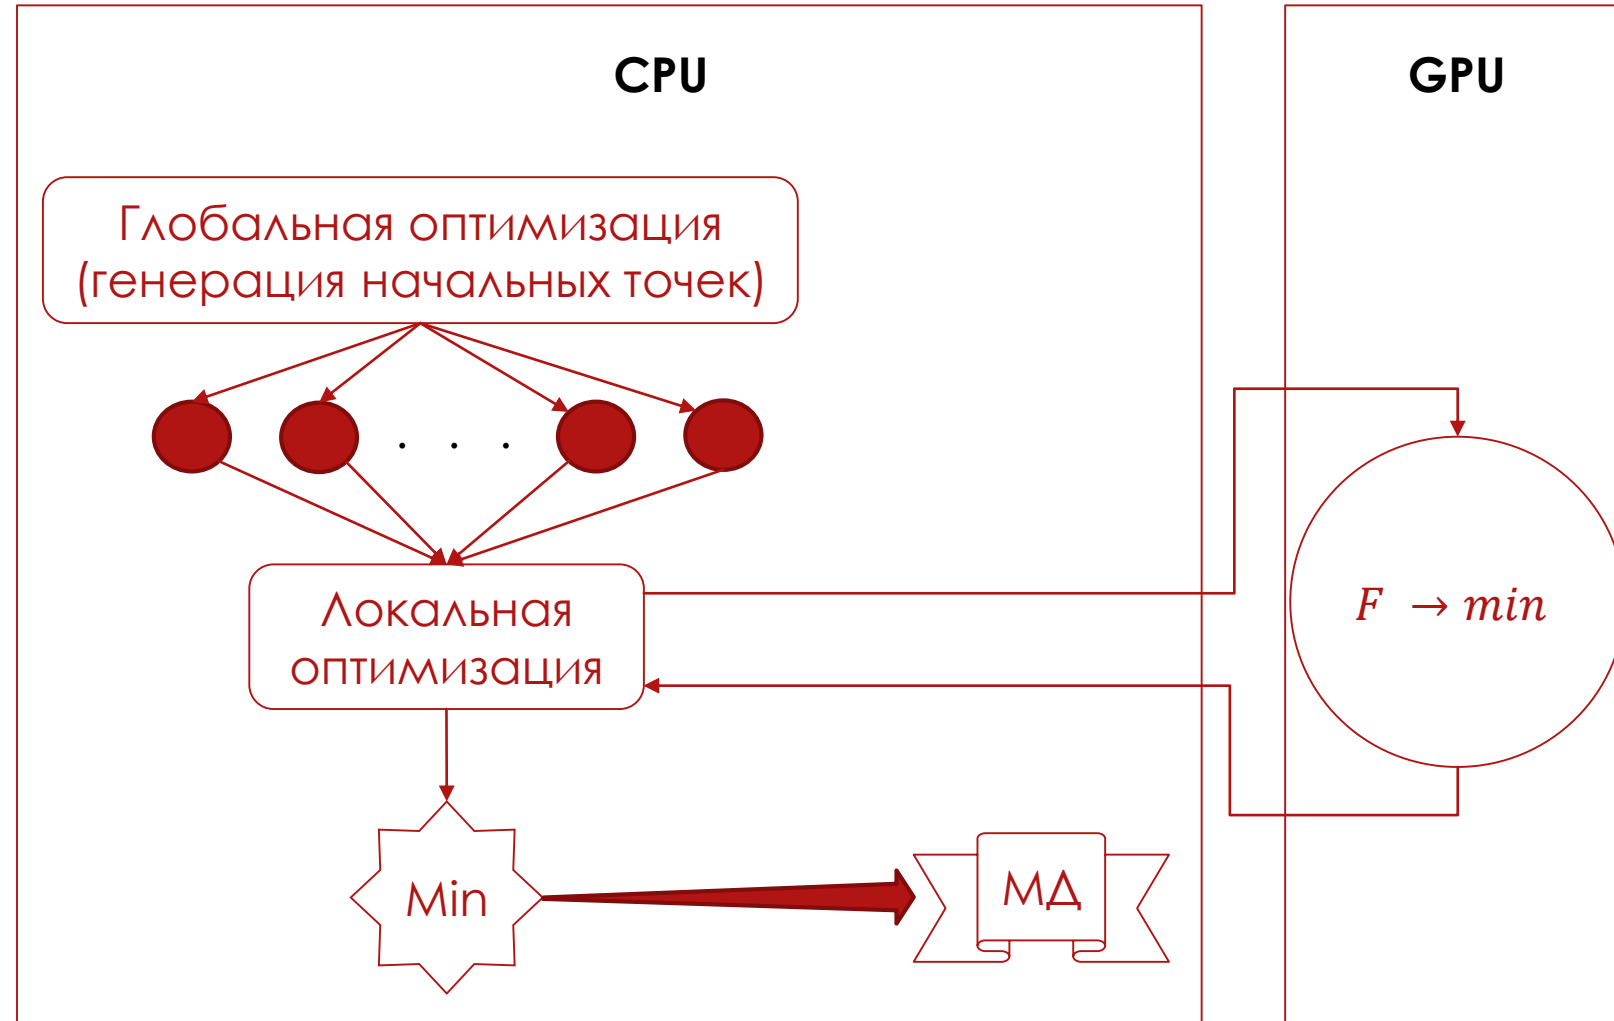 CPU
GPU
Глобальная оптимизация
(генерация начальных точек)
. . .
Локальная
оптимизация
F → min
Min
МД